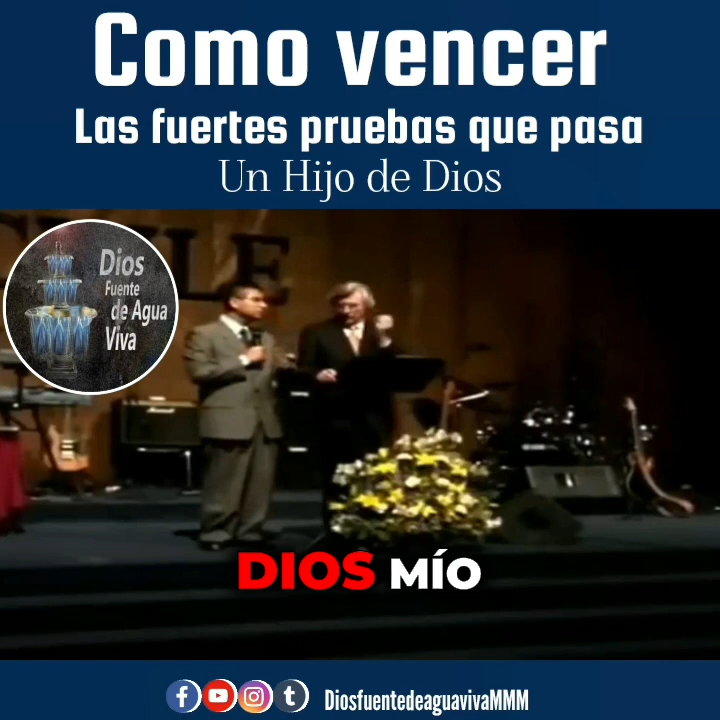 Como vencer
Las fuertes pruebas que pasa
Un Hijo de Dios
Dios
Fuente
de Agua
Viva
DIOS MÍO
DiosfuentedeaguavivaMMM